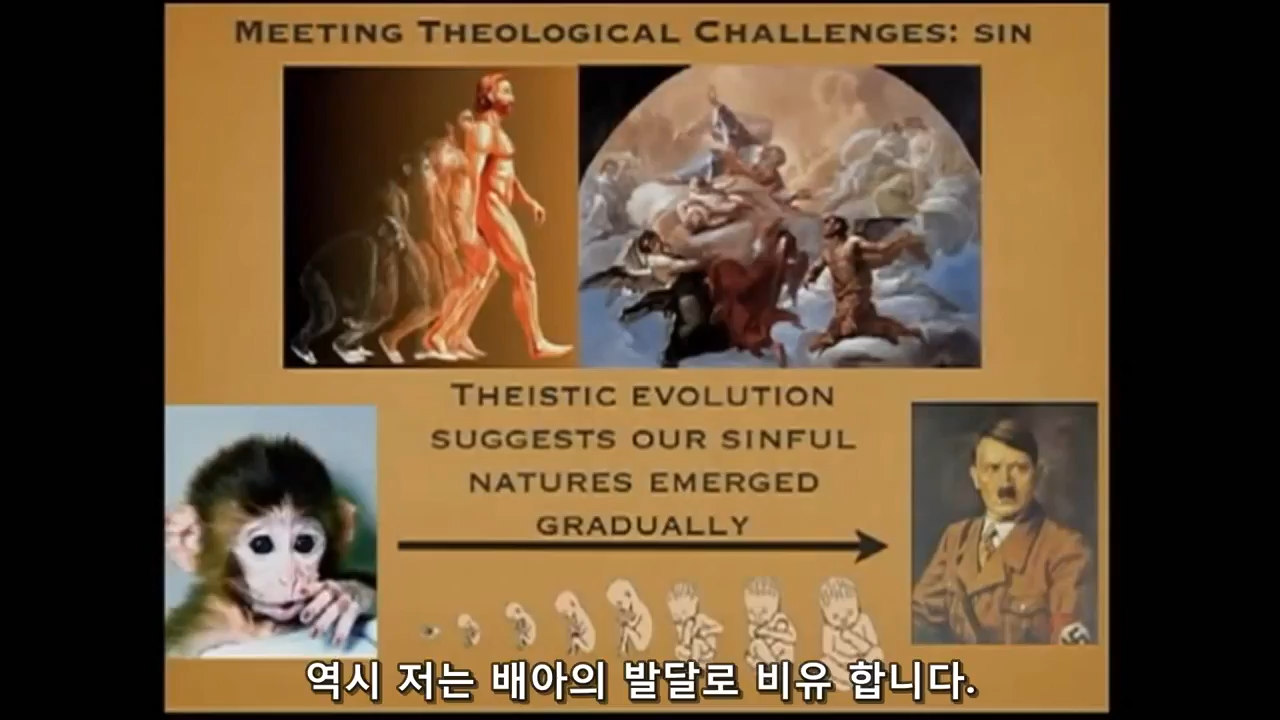 MEETING THEOLOGICAL CHALLENGES: SIN
THEISTIC EVOLUTION
SUGGESTS OUR SINFUL
NATURES EMERGED
GRADUALLY
역시 저는 배아의 발달로 비유 합니다.